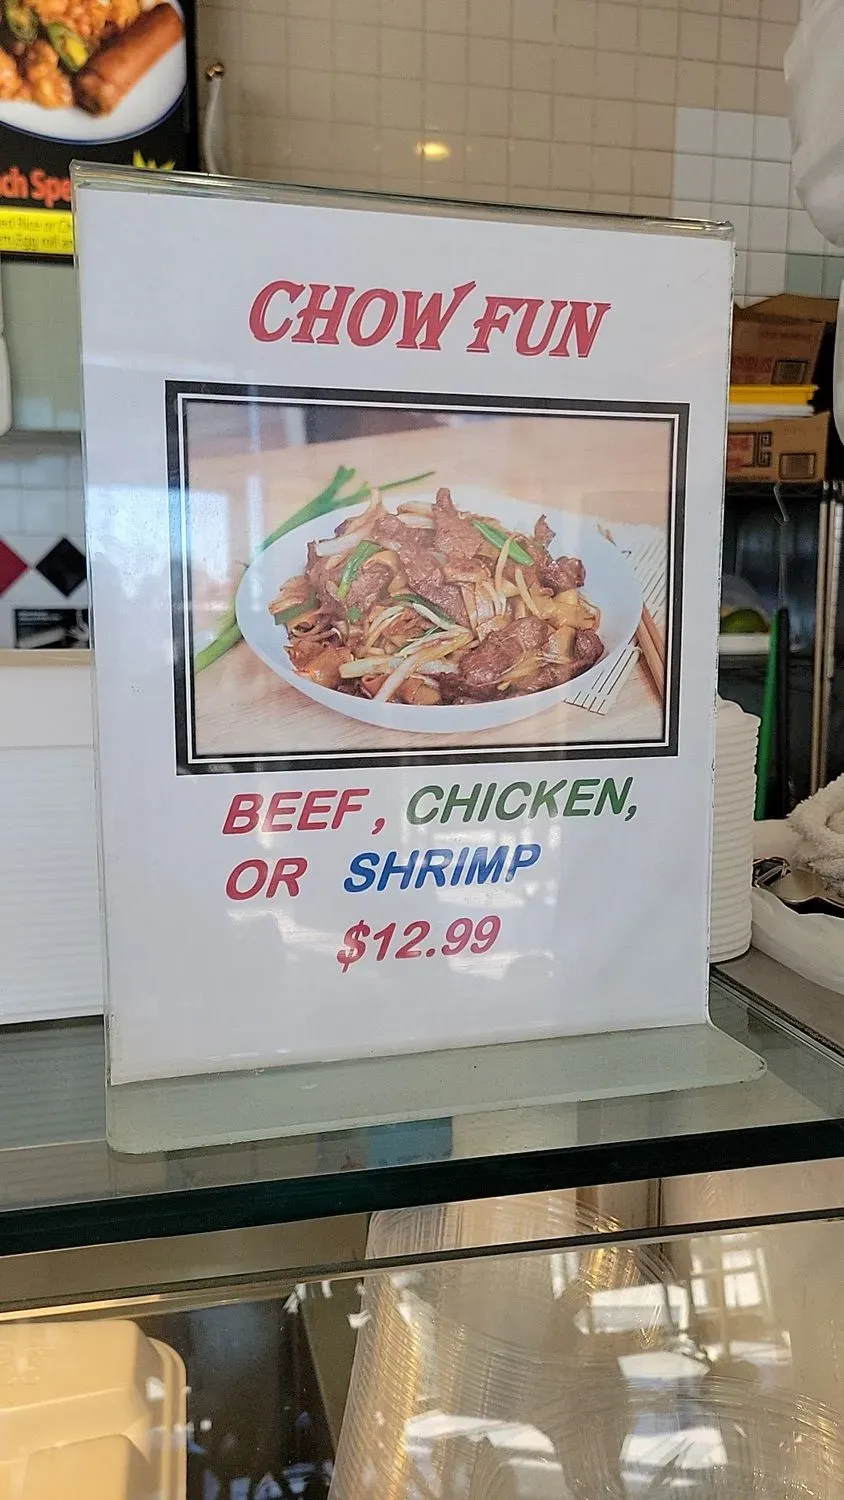 CHOW FUN
BEEF, CHICKEN,
OR SHRIMP
$12.99